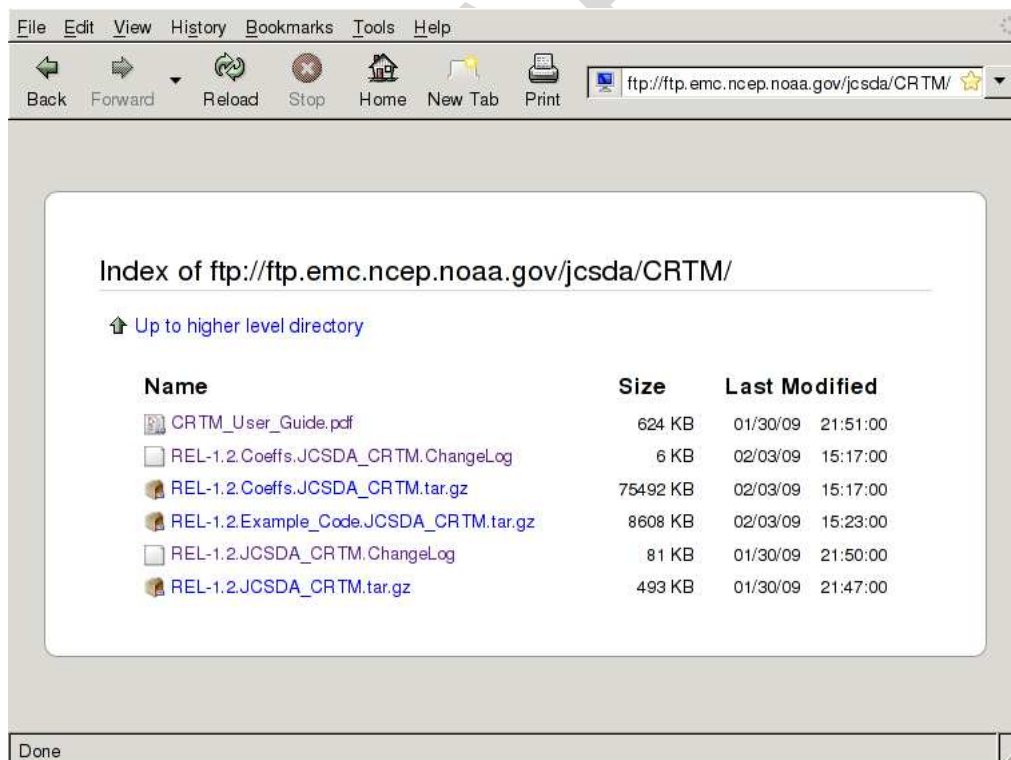 File Edit View History Bookmarks Tools Help
Back Forward Reload Stop Home New Tab Print ftp://ftp.emc.ncep.noaa.gov/jcsda/CRTM/
Index of ftp://ftp.emc.ncep.noaa.gov/jcsda/CRTM/
Up to higher level directory
Name Size Last Modified
CRTM_User_Guide.pdf 624 KB 01/30/09 21:51:00
REL-1.2.Coeffs.JCSDA_CRTM.ChangeLog 6 KB 02/03/09 15:17:00
REL-1.2.Coeffs.JCSDA_CRTM.tar.gz 75492 KB 02/03/09 15:17:00
REL-1.2.Example_Code.JCSDA_CRTM.tar.gz 8608 KB 02/03/09 15:23:00
REL-1.2.JCSDA_CRTM.ChangeLog 81 KB 01/30/09 21:50:00
REL-1.2.JCSDA_CRTM.tar.gz 493 KB 01/30/09 21:47:00
Done